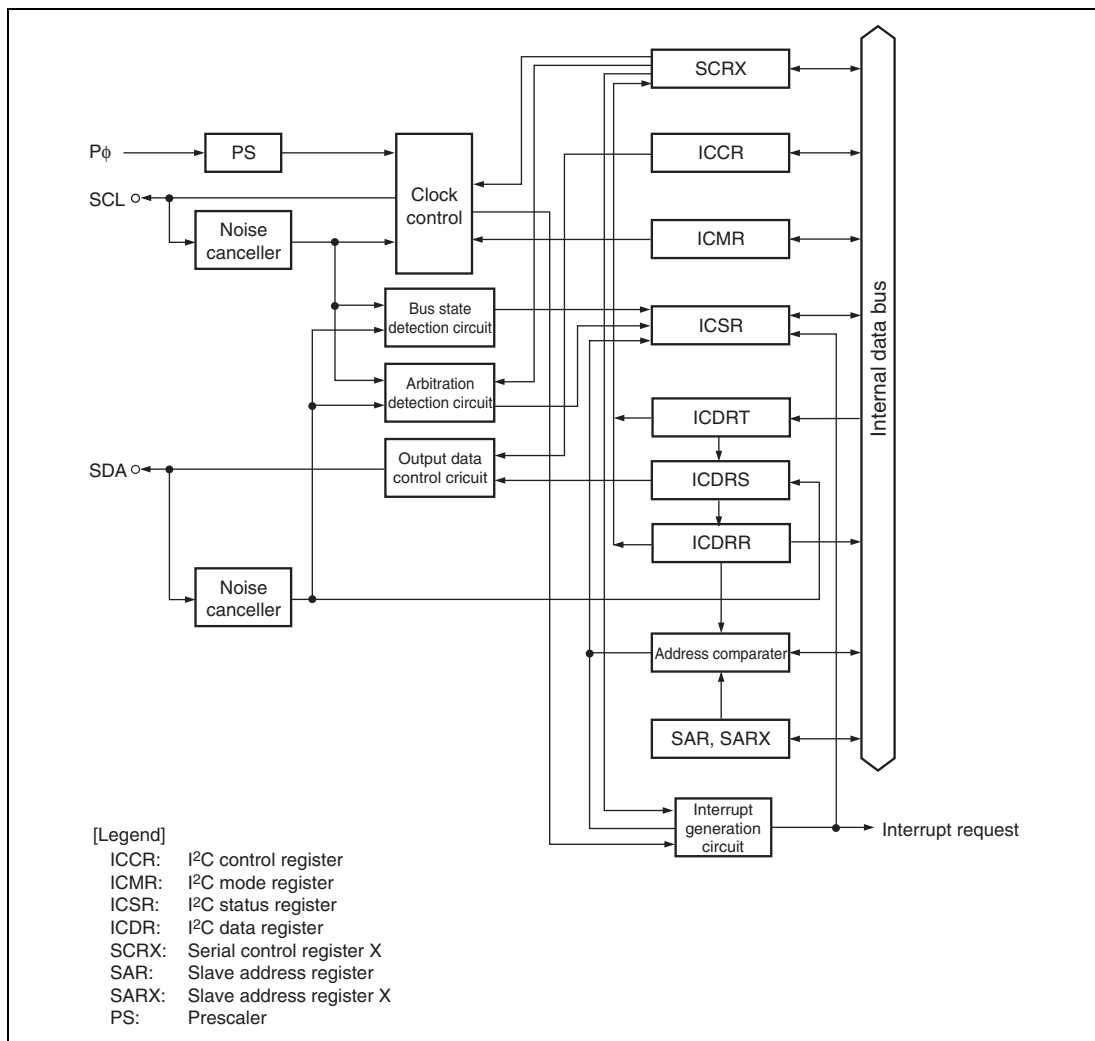 SCRX
Pϕ
PS
ICCR
SCL
Clock
control
Noise
canceller
ICMR
Bus state
detection circuit
ICSR
Internal data bus
Arbitration
detection circuit
ICDRT
SDA
Output data
control cricuit
ICDRS
ICDRR
Noise
canceller
Address comparater
SAR, SARX
Interrupt
generation
circuit
Interrupt request
[Legend]
ICCR: I²C control register
ICMR: I²C mode register
ICSR: I²C status register
ICDR: I²C data register
SCRX: Serial control register X
SAR: Slave address register
SARX: Slave address register X
PS: Prescaler